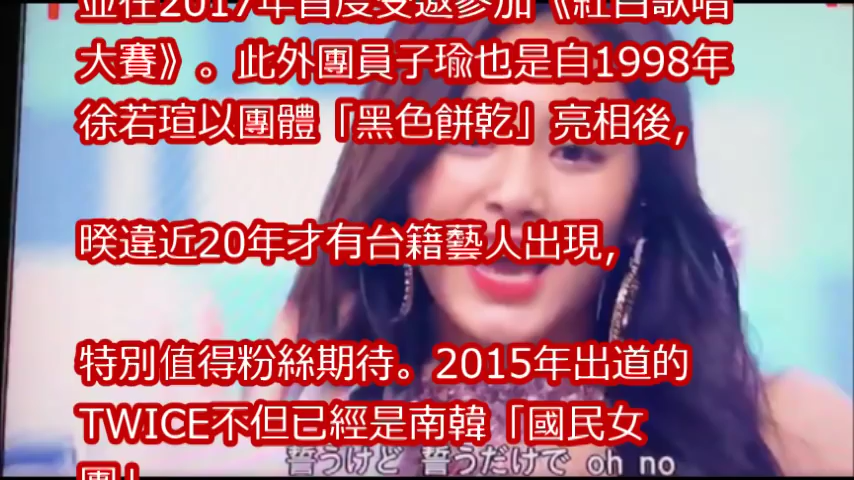 並在2017年首度受邀參加《紅白歌唱
大賽》。此外團員子瑜也是自1998年
徐若瑄以團體「黑色餅乾」亮相後,
暌違近20年才有台籍藝人出現,
特別值得粉絲期待。2015年出道的
TWICE不但已經是南韓「國民女
團」
誓うけど 誓うだけで oh no